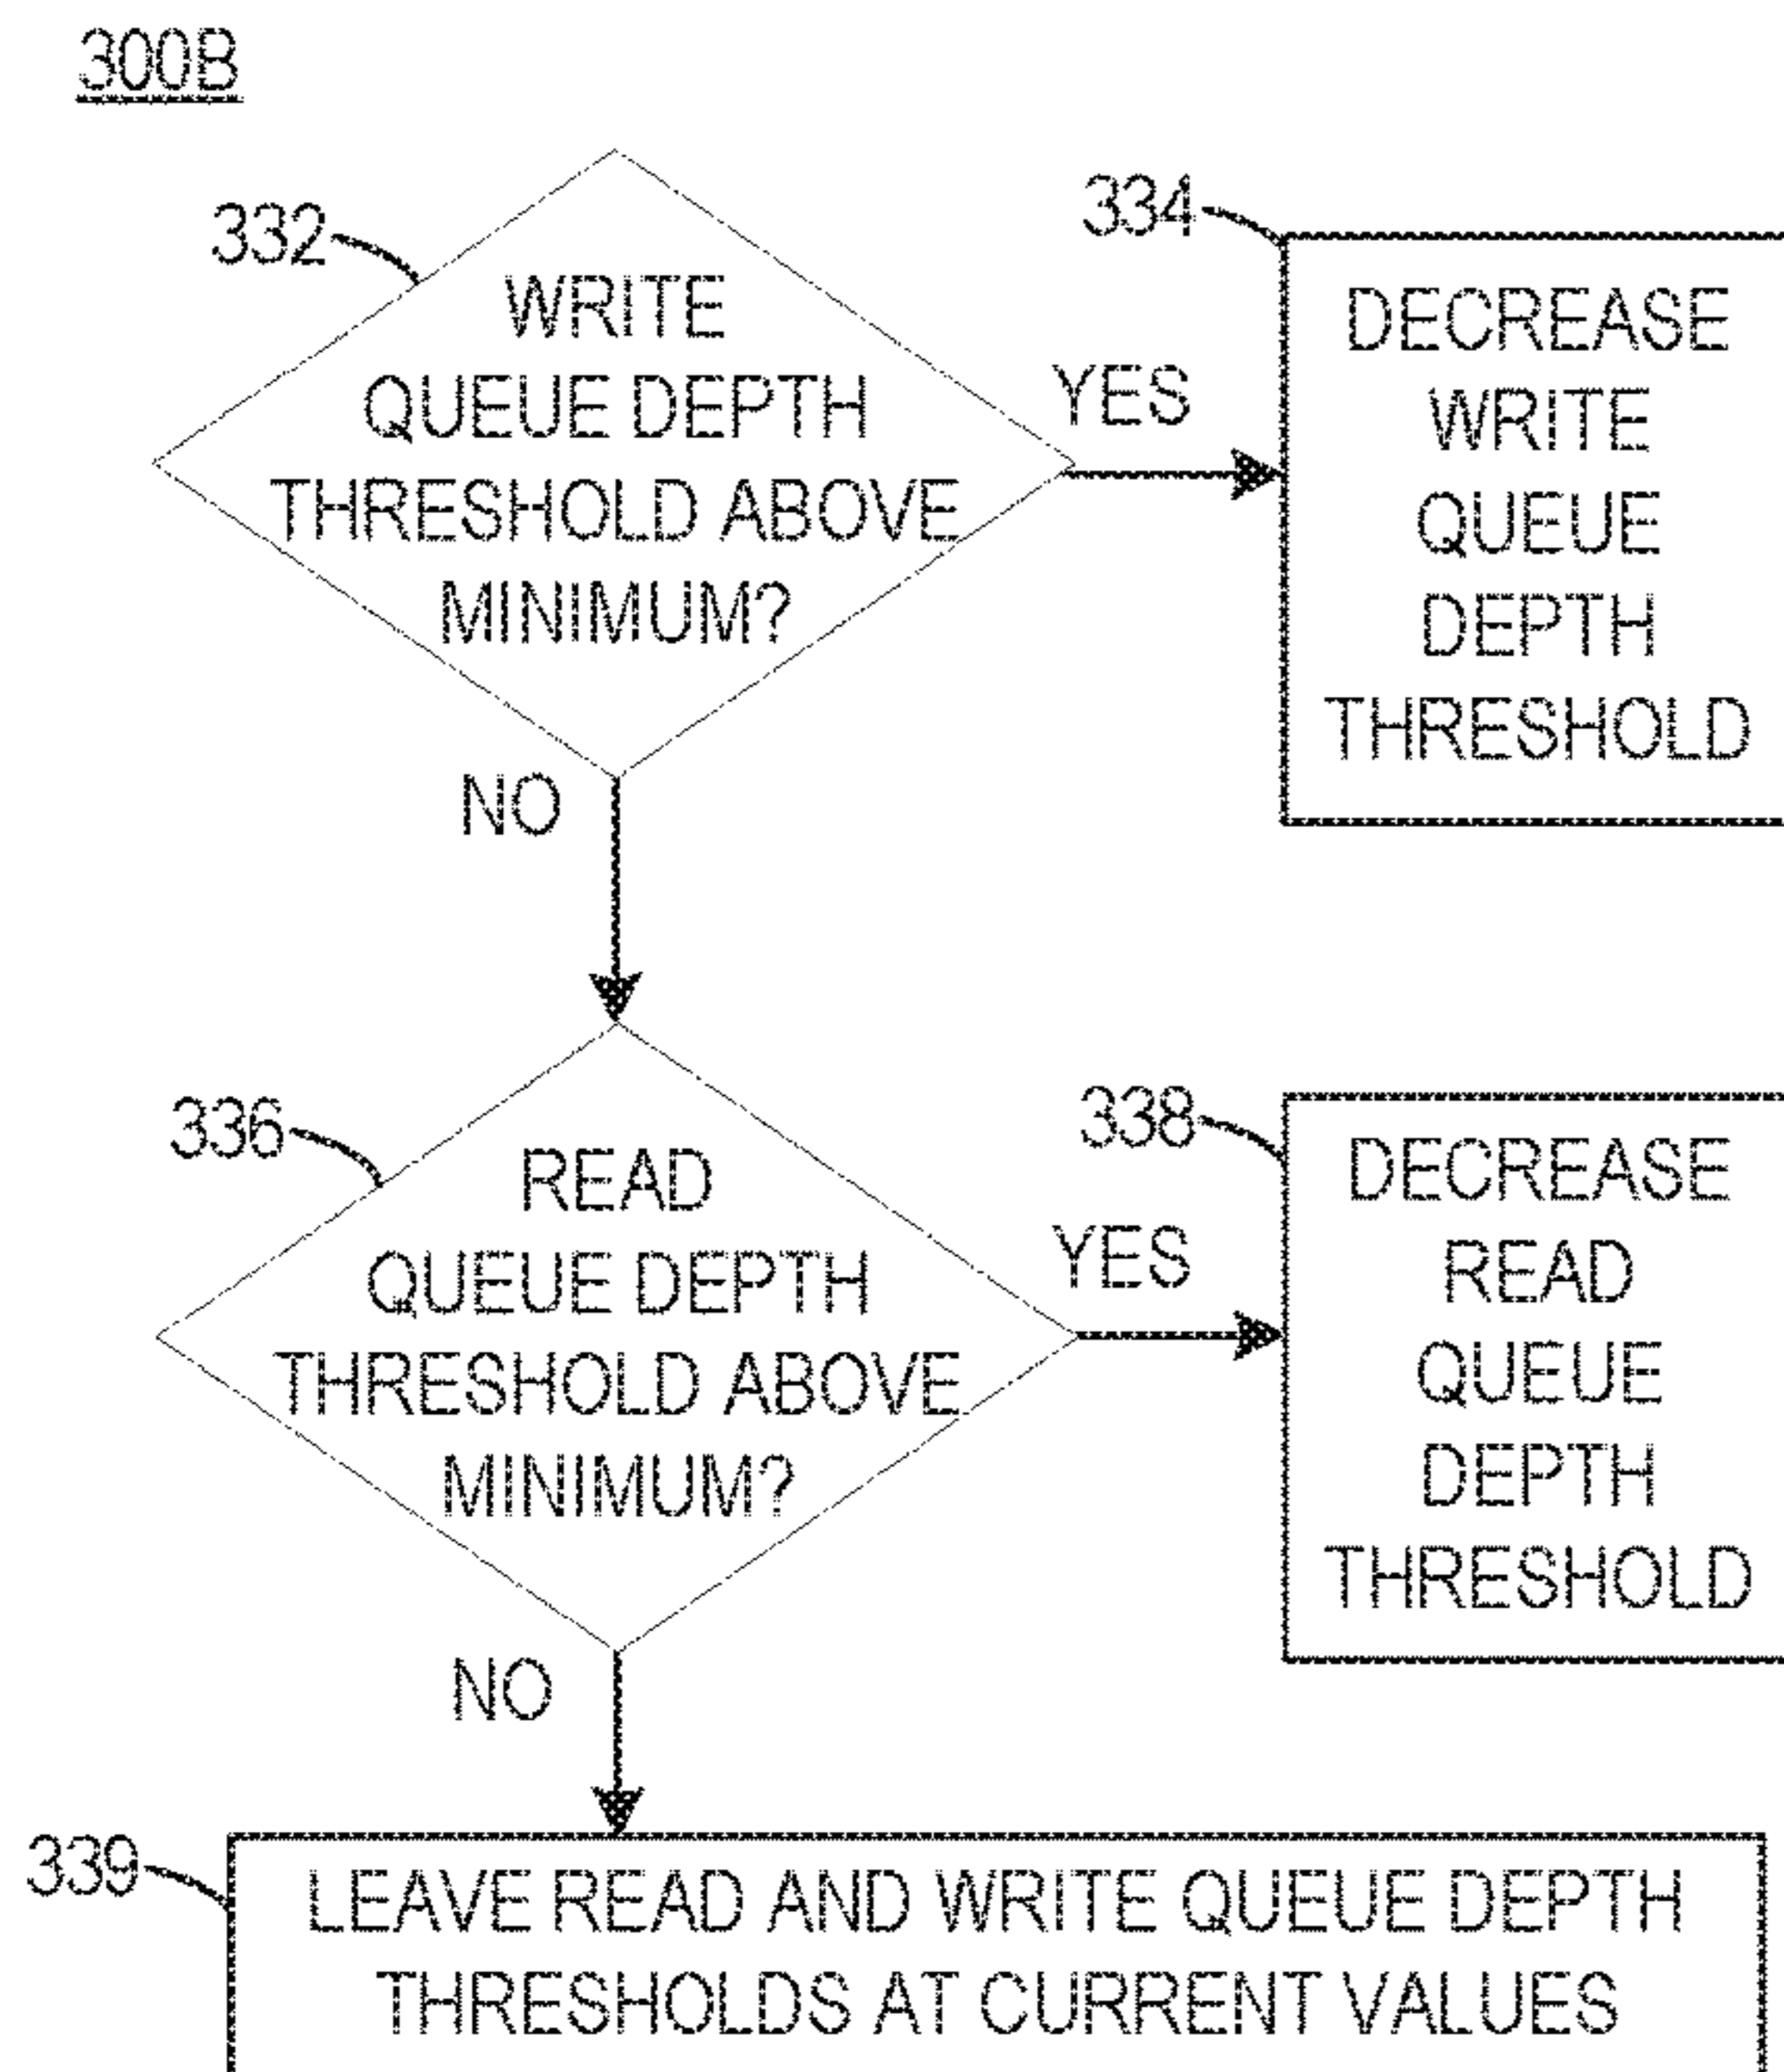 300B
332
WRITE
QUEUE DEPTH
THRESHOLD ABOVE
MINIMUM?
YES
334
DECREASE
WRITE
QUEUE
DEPTH
THRESHOLD
NO
336
READ
QUEUE DEPTH
THRESHOLD ABOVE
MINIMUM?
YES
338
DECREASE
READ
QUEUE
DEPTH
THRESHOLD
NO
339
LEAVE READ AND WRITE QUEUE DEPTH
THRESHOLDS AT CURRENT VALUES